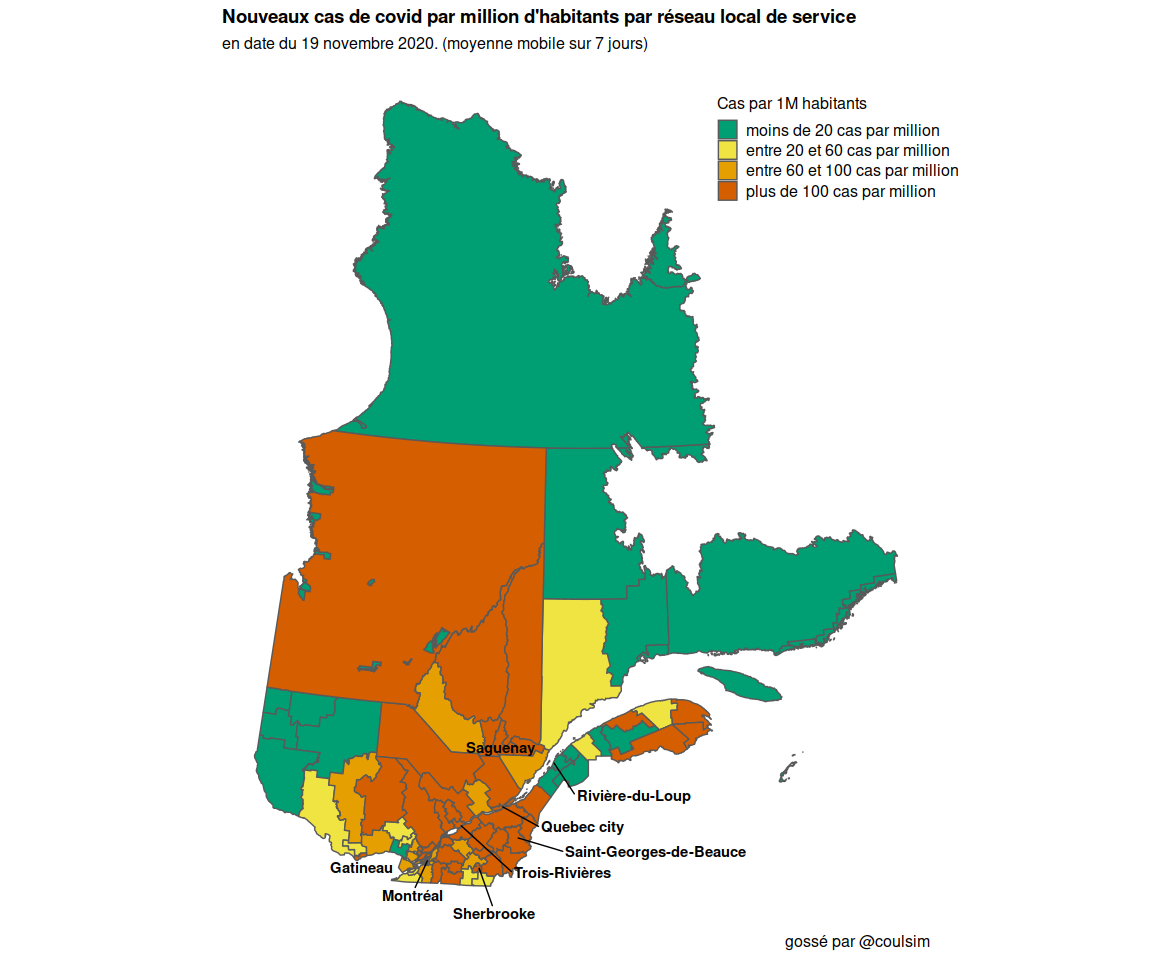 Nouveaux cas de covid par million d'habitants par réseau local de service
en date du 19 novembre 2020. (moyenne mobile sur 7 jours)
Cas par 1M habitants
moins de 20 cas par million
entre 20 et 60 cas par million
entre 60 et 100 cas par million
plus de 100 cas par million
Saguenay
Rivière-du-Loup
Quebec city
Saint-Georges-de-Beauce
Gatineau
Trois-Rivières
Montréal
Sherbrooke
gossé par @coulsim